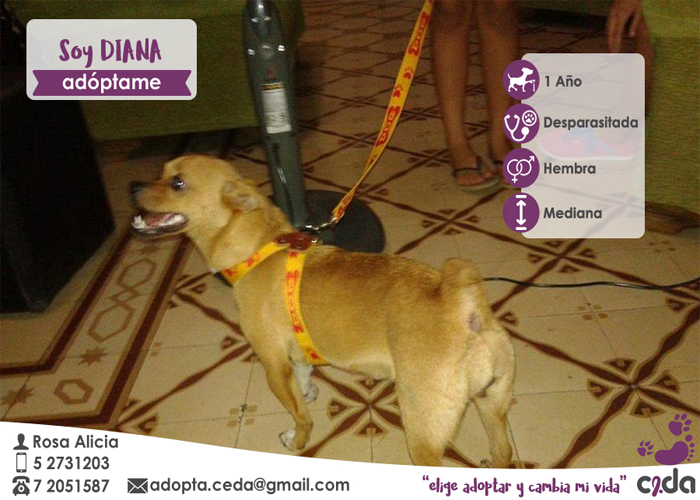 Soy DIANA
adóptame
1 Año
Desparasitada
Hembra
Mediana
Rosa Alicia
5 2731203
7 2051587
adopta.ceda@gmail.com
“elige adoptar y cambia mi vida”
ceda